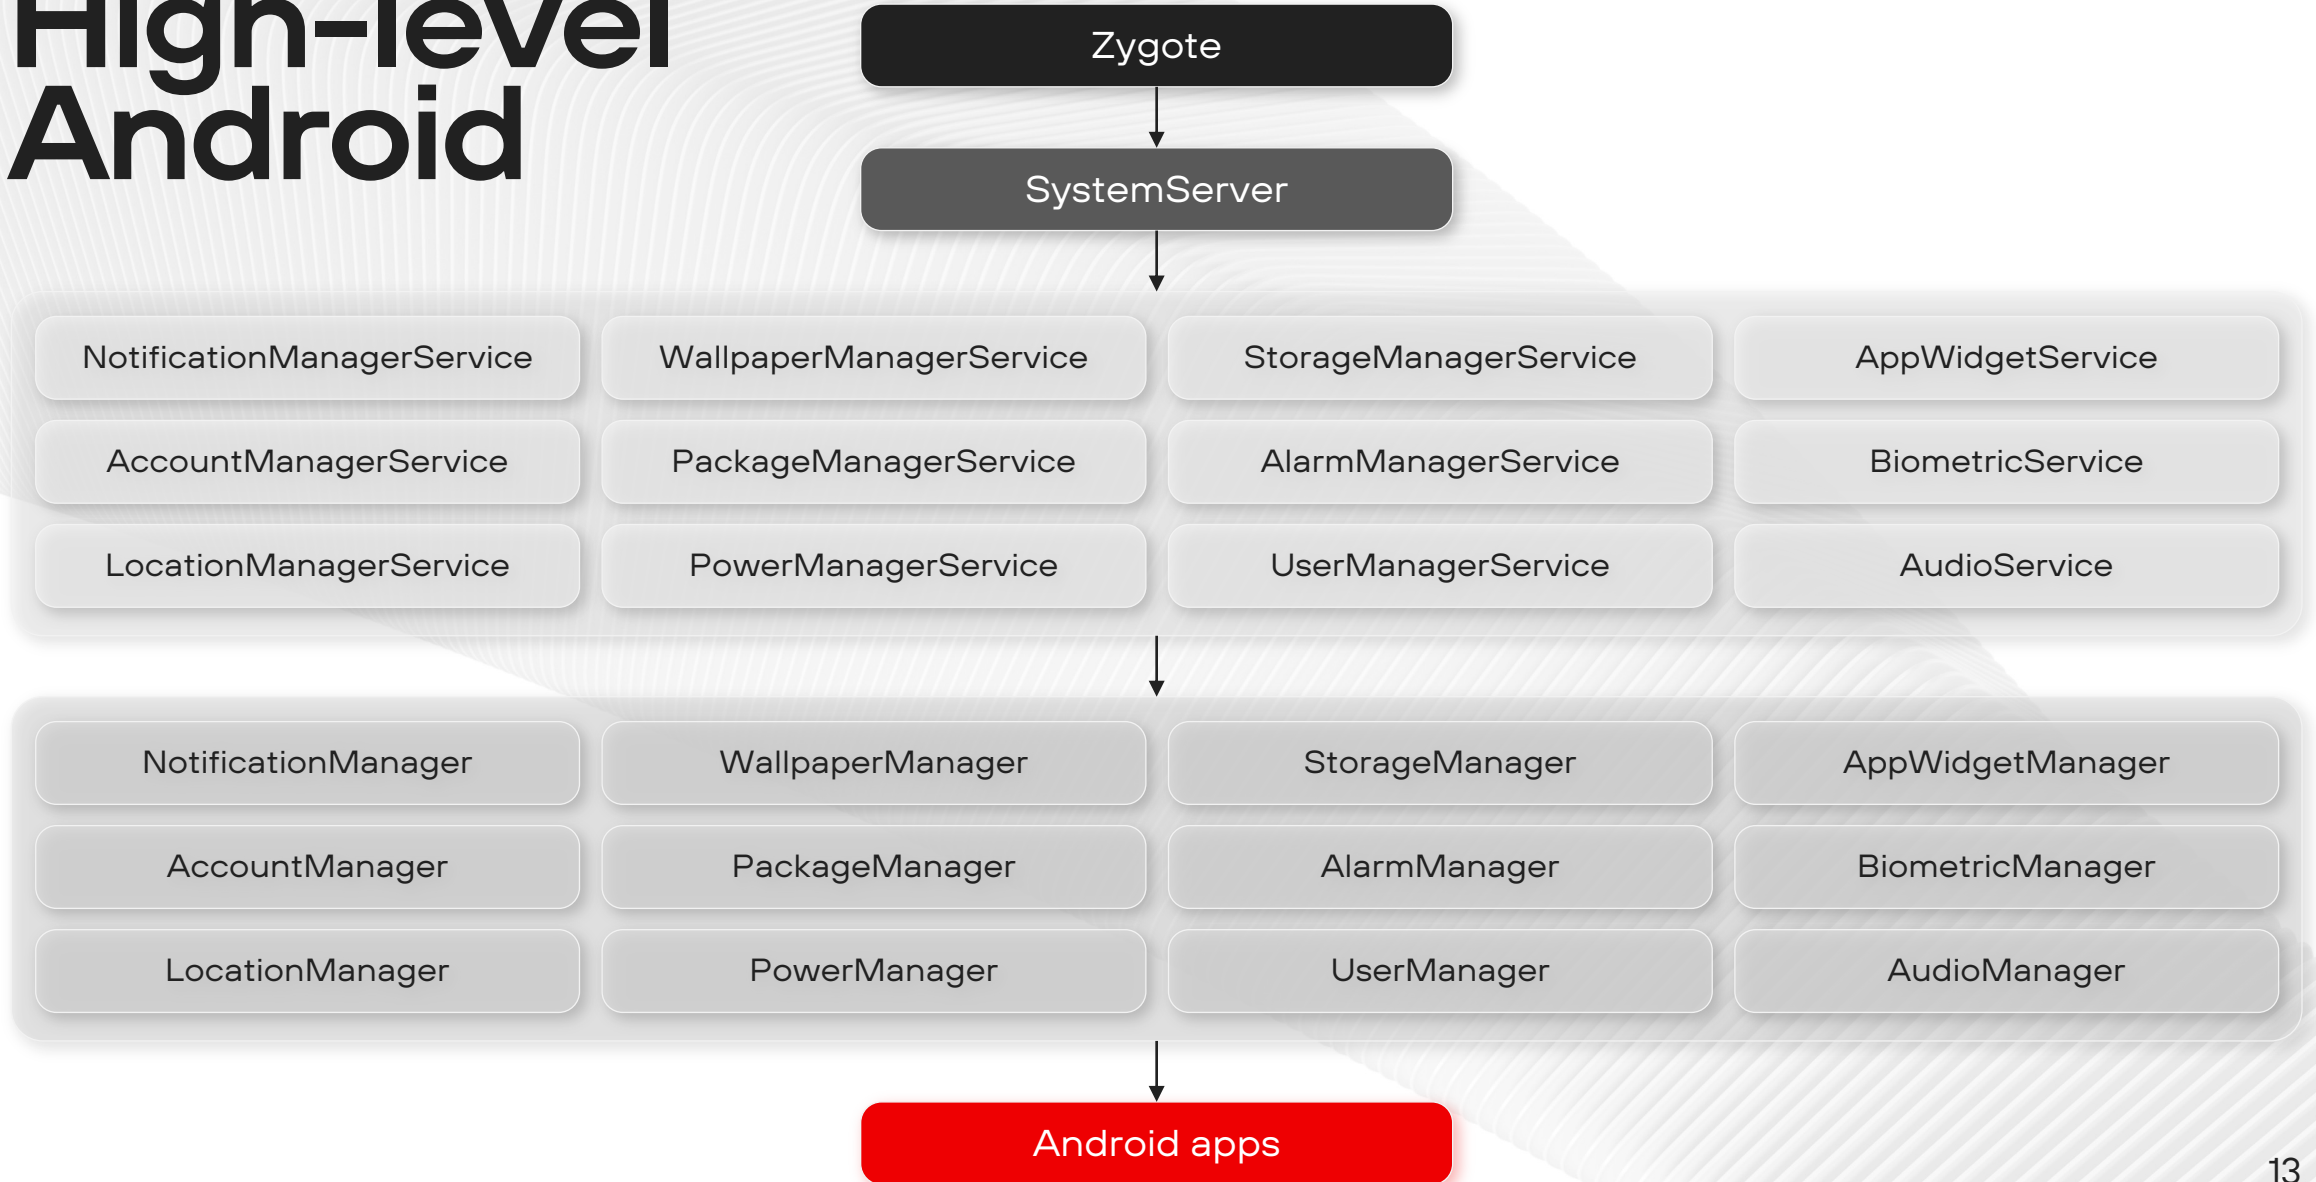 High-level
Android
Zygote
SystemServer
NotificationManagerService
WallpaperManagerService
StorageManagerService
AppWidgetService
AccountManagerService
PackageManagerService
AlarmManagerService
BiometricService
LocationManagerService
PowerManagerService
UserManagerService
AudioService
NotificationManager
WallpaperManager
StorageManager
AppWidgetManager
AccountManager
PackageManager
AlarmManager
BiometricManager
LocationManager
PowerManager
UserManager
AudioManager
Android apps
13